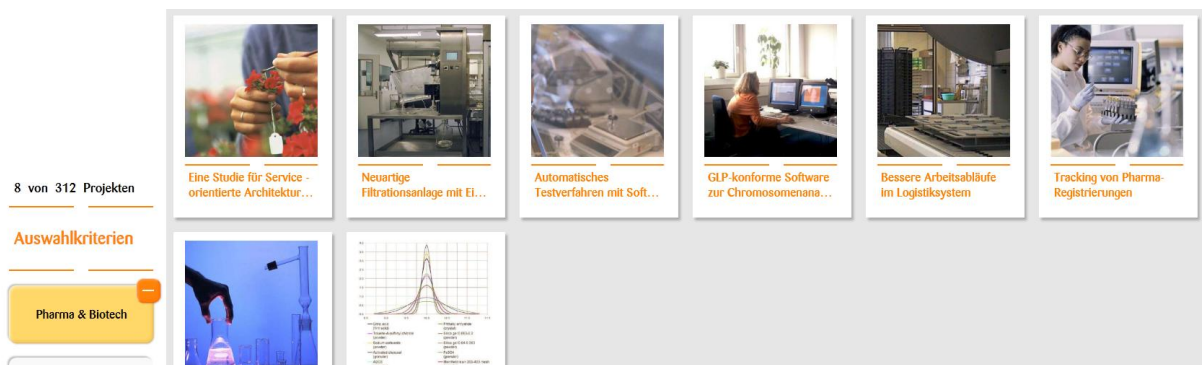 8 von 312 Projekten
Auswahlkriterien
Pharma & Biotech
Eine Studie für Service -
orientierte Architektur...
Neuartige
Filtrationsanlage mit Ei...
Automatisches
Testverfahren mit Soft...
GLP-konforme Software
zur Chromosomenana...
Bessere Arbeitsabläufe
im Logistiksystem
Tracking von Pharma-
Registrierungen